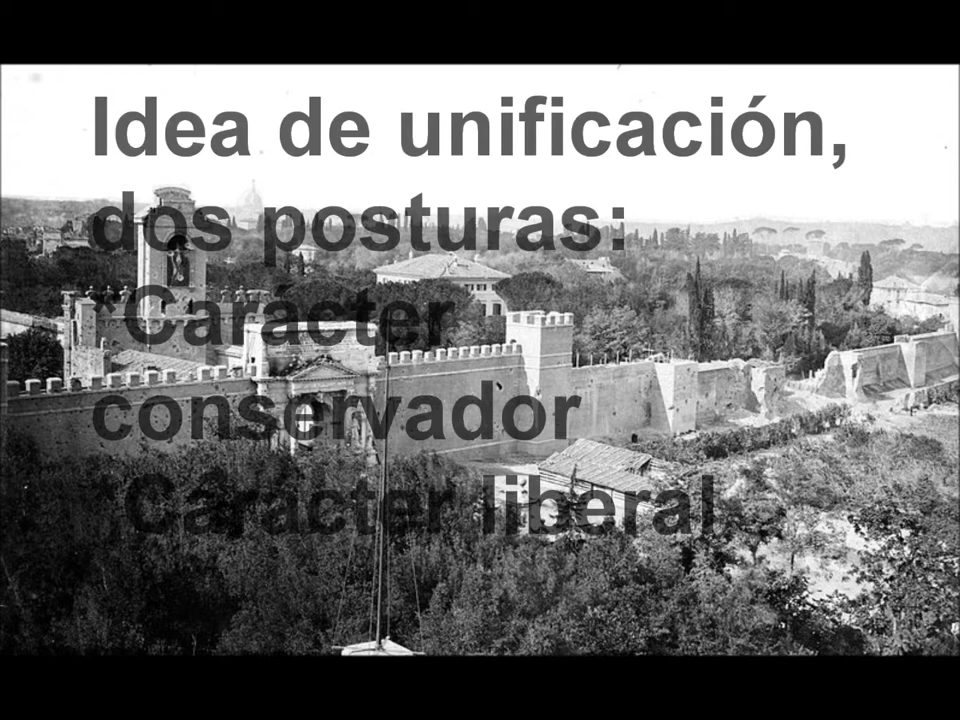 Idea de unificación,
dos posturas:
*Carácter
conservador
*Carácter liberal